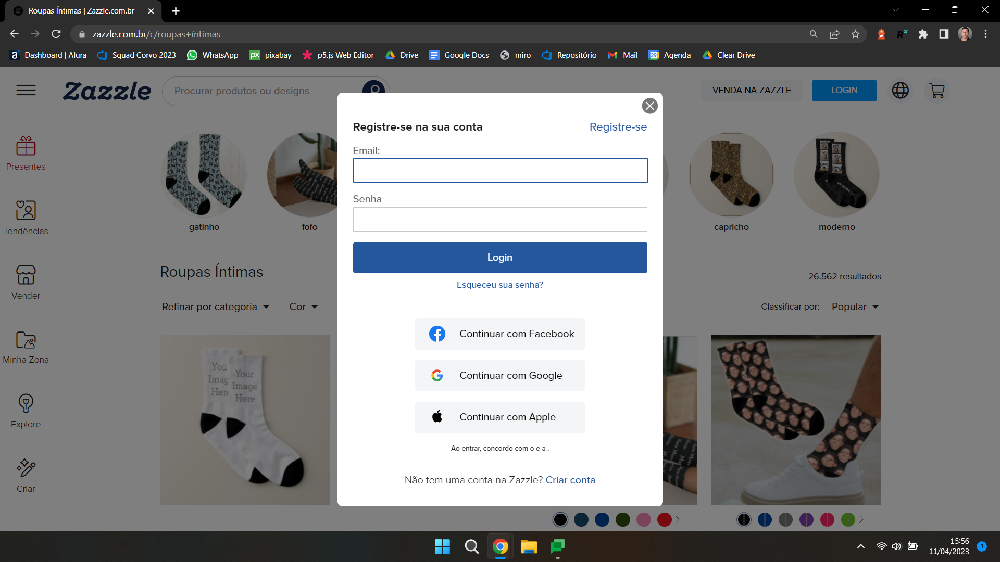 Roupas Íntimas | Zazzle.com.br
zazzle.com.br/c/roupas+íntimas
Dashboard | Alura
Squad Corvo 2023
WhatsApp
pixabay
p5.js Web Editor
Drive
Google Docs
miro
Repositório
Mail
Agenda
Clear Drive
Zazzle
Procurar produtos ou designs
VENDA NA ZAZZLE
LOGIN
Presentes
Tendências
Vender
Minha Zona
Explore
Criar
gatinho
fofo
capricho
moderno
Roupas Íntimas
26.562 resultados
Refinar por categoria
Cor
Classificar por:
Popular
You
Imag
Here
Your
Image
Here
Registre-se na sua conta
Registre-se
Email:
Senha
Login
Esqueceu sua senha?
Continuar com Facebook
Continuar com Google
Continuar com Apple
Ao entrar, concordo com o e a .
Não tem uma conta na Zazzle? Criar conta
15:56
11/04/2023
1